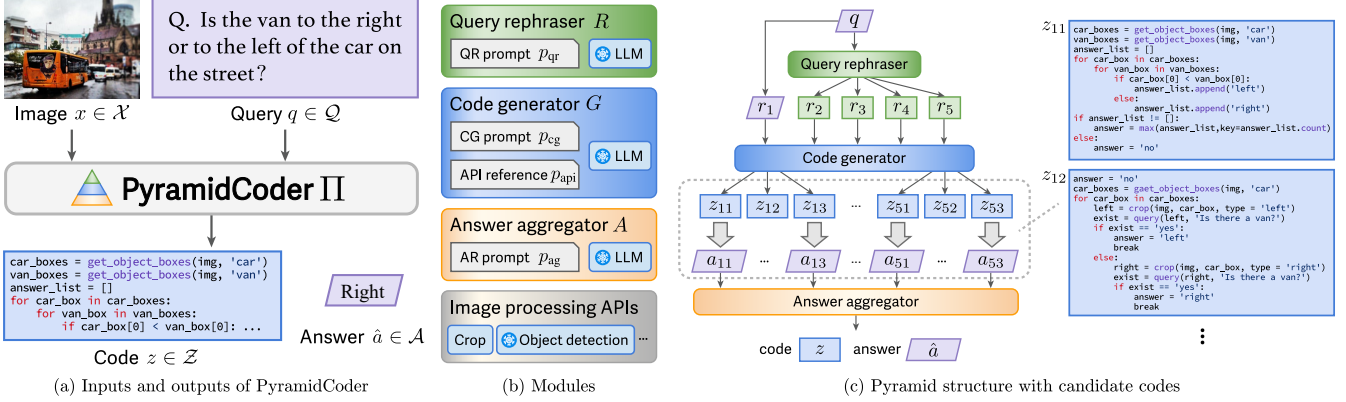 Q. Is the van to the right
or to the left of the car on
the street?
Image x ∈ 𝒳
Query q ∈ 𝒬
PyramidCoder Π
car_boxes = get_object_boxes(img, 'car')
van_boxes = get_object_boxes(img, 'van')
answer_list = []
for car_box in car_boxes:
    for van_box in van_boxes:
        if car_box[0] < van_box[0]: ...
Code z ∈ 𝒵
Right
Answer â ∈ 𝒜
(a) Inputs and outputs of PyramidCoder
Query rephraser R
QR prompt p_qr
LLM
Code generator G
CG prompt p_cg
LLM
API reference p_api
Answer aggregator A
AR prompt p_ag
LLM
Image processing APIs
Crop
Object detection
...
(b) Modules
q
Query rephraser
r1 r2 r3 r4 r5
Code generator
z11 z12 z13 ... z51 z52 z53
a11 ... a13 ... a51 ... a53
Answer aggregator
code z answer â
z11
car_boxes = get_object_boxes(img, 'car')
van_boxes = get_object_boxes(img, 'van')
answer_list = []
for car_box in car_boxes:
    for van_box in van_boxes:
        if car_box[0] < van_box[0]:
            answer_list.append('left')
        else:
            answer_list.append('right')
if answer_list != []:
    answer = max(answer_list,key=answer_list.count)
else:
    answer = 'no'
z12
answer = 'no'
car_boxes = gaet_object_boxes(img, 'car')
for car_box in car_boxes:
    left = crop(img, car_box, type = 'left')
    exist = query(left, 'Is there a van?')
    if exist == 'yes':
        answer = 'left'
        break
    else:
        right = crop(img, car_box, type = 'right')
        exist = query(right, 'Is there a van?')
        if exist == 'yes':
            answer = 'right'
            break
(c) Pyramid structure with candidate codes